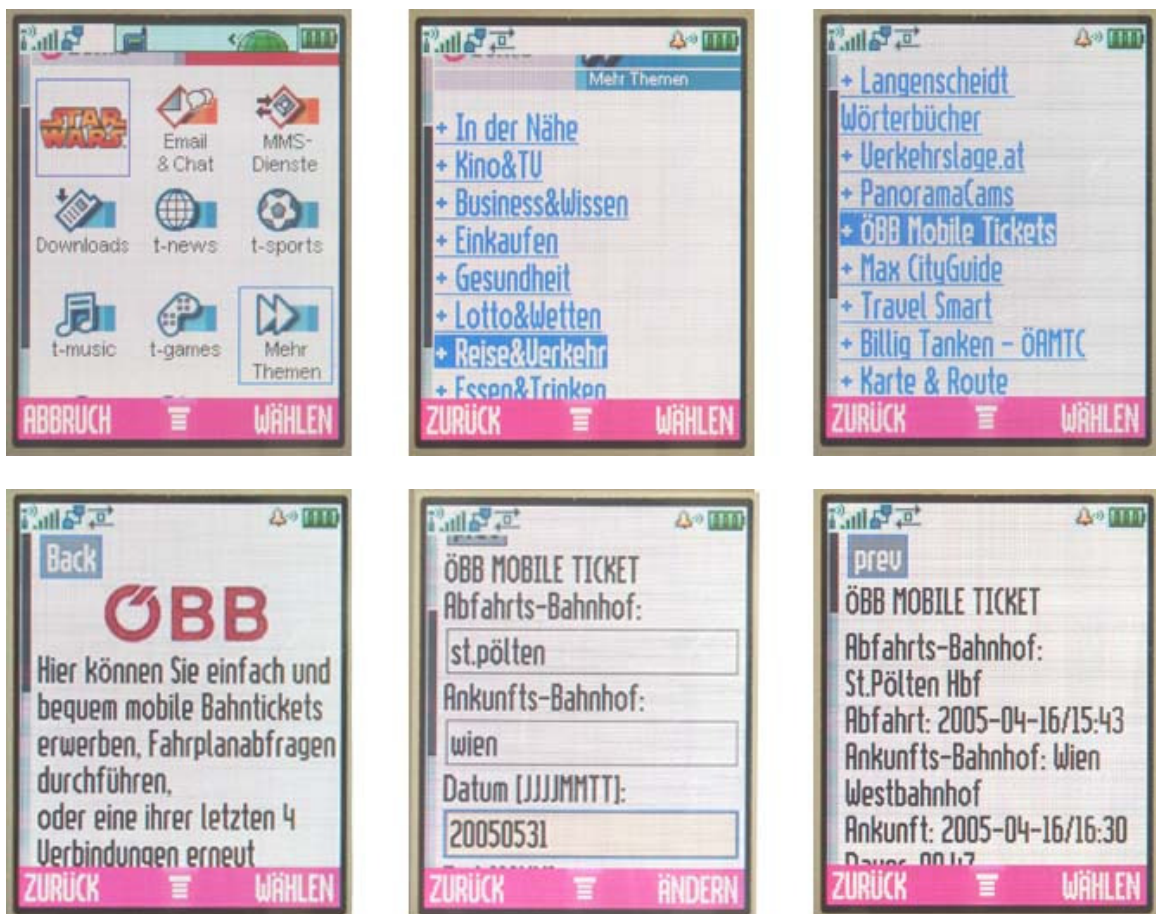 STAR
WARS
Email
& Chat
MMS-
Dienste
Downloads
t-news
t-sports
t-music
t-games
Mehr
Themen
ABBRUCH
WÄHLEN
Mehr Themen
+ In der Nähe
+ Kino&TV
+ Business&Wissen
+ Einkaufen
+ Gesundheit
+ Lotto&Wetten
+ Reise&Verkehr
+ Essen&Trinken
ZURÜCK
WÄHLEN
+ Langenscheidt
Wörterbücher
+ Verkehrslage.at
+ PanoramaCams
+ ÖBB Mobile Tickets
+ Max CityGuide
+ Travel Smart
+ Billig Tanken - ÖAMTC
+ Karte & Route
ZURÜCK
WÄHLEN
Back
ÖBB
Hier können Sie einfach und
bequem mobile Bahntickets
erwerben, Fahrplanabfragen
durchführen,
oder eine ihrer letzten 4
Verbindungen erneut
ZURÜCK
WÄHLEN
prev
ÖBB MOBILE TICKET
Abfahrts-Bahnhof:
st.pölten
Ankunfts-Bahnhof:
wien
Datum (JJJJMMTT):
20050531
ZURÜCK
ÄNDERN
prev
ÖBB MOBILE TICKET
Abfahrts-Bahnhof:
St.Pölten Hbf
Abfahrt: 2005-04-16/15:43
Ankunfts-Bahnhof: Wien
Westbahnhof
Ankunft: 2005-04-16/16:30
Dauer 00:47
ZURÜCK
WÄHLEN